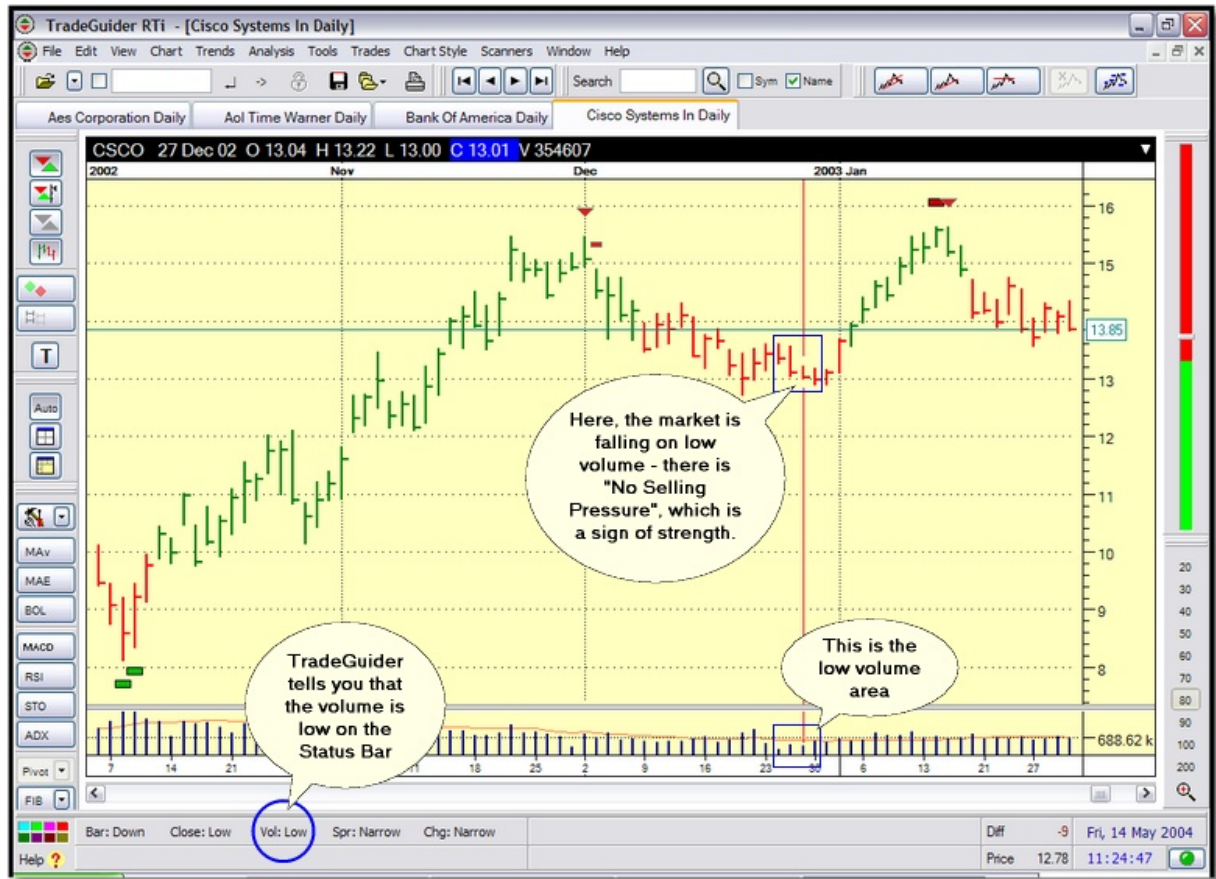 TradeGuider RTi - [Cisco Systems In Daily]
File Edit View Chart Trends Analysis Tools Trades Chart Style Scanners Window Help
Search Sym Name
Aes Corporation Daily Aol Time Warner Daily Bank Of America Daily Cisco Systems In Daily
CSCO 27 Dec 02 O 13.04 H 13.22 L 13.00 C 13.01 V 354607
2002 Nov Dec 2003 Jan
16
15
13.85
13
12
11
10
9
8
688.62 k
Here, the market is
falling on low
volume - there is
"No Selling
Pressure", which is
a sign of strength.
TradeGuider
tells you that
the volume is
low on the
Status Bar
This is the
low volume
area
T
Auto
MAv
MAE
BOL
MACD
RSI
STO
ADX
Pivot
FIB
20
30
40
50
60
70
80
90
100
200
7 14 21 11 18 25 2 9 16 23 30 6 13 21 27
Bar: Down Close: Low Vol: Low Spr: Narrow Chg: Narrow Diff -9 Fri, 14 May 2004
Help ? Price 12.78 11:24:47